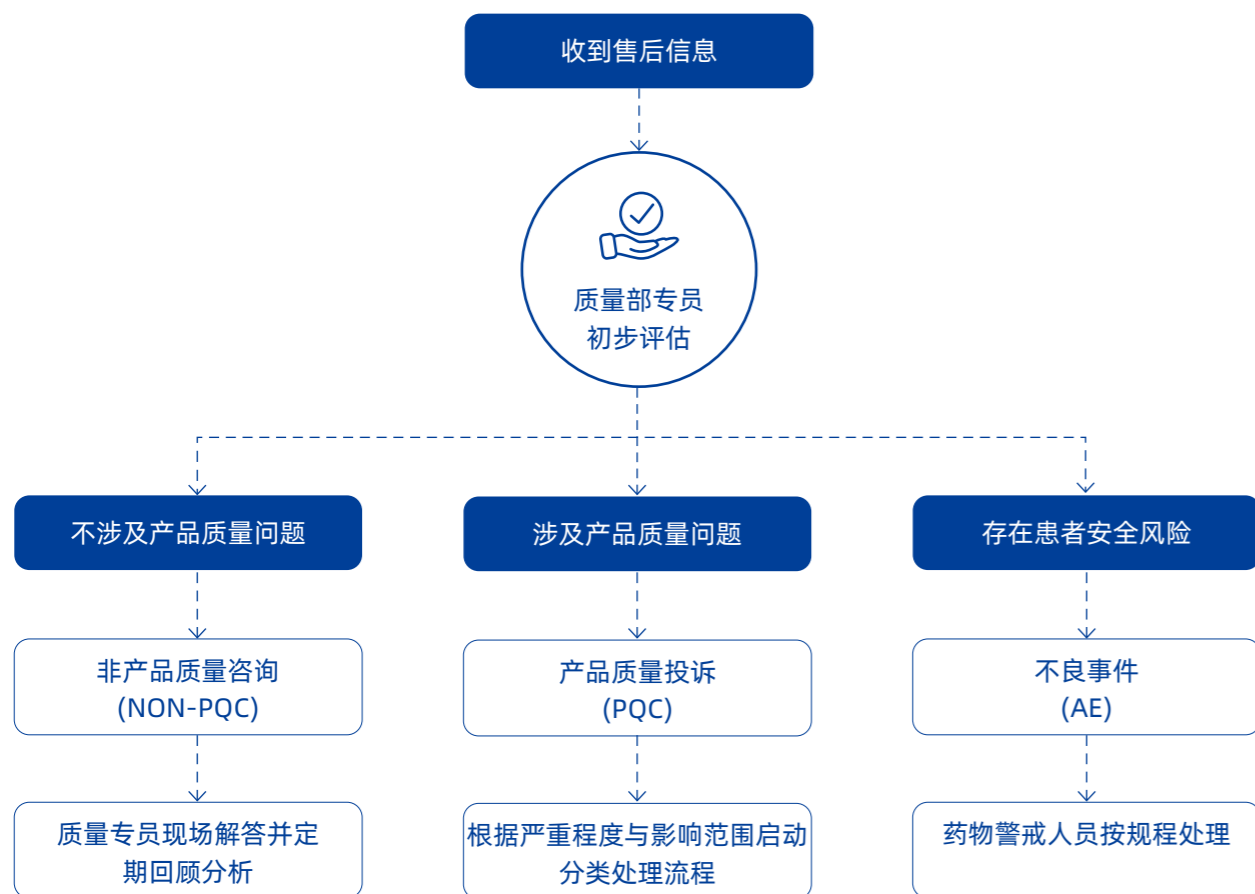 收到售后信息
质量部专员
初步评估
不涉及产品质量问题
涉及产品质量问题
存在患者安全风险
非产品质量咨询
(NON-PQC)
产品质量投诉
(PQC)
不良事件
(AE)
质量专员现场解答并定
期回顾分析
根据严重程度与影响范围启动
分类处理流程
药物警戒人员按规程处理